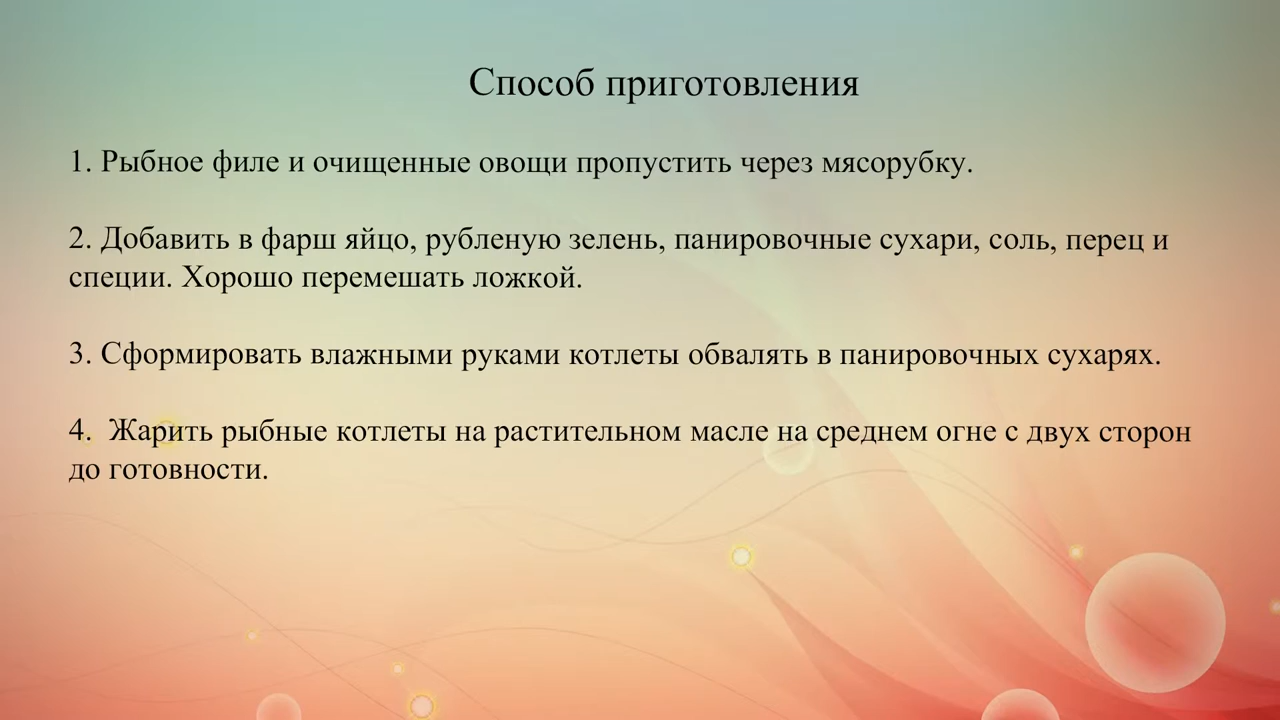 Способ приготовления
1. Рыбное филе и очищенные овощи пропустить через мясорубку.
2. Добавить в фарш яйцо, рубленую зелень, панировочные сухари, соль, перец и
специи. Хорошо перемешать ложкой.
3. Сформировать влажными руками котлеты обвалять в панировочных сухарях.
4. Жарить рыбные котлеты на растительном масле на среднем огне с двух сторон
до готовности.